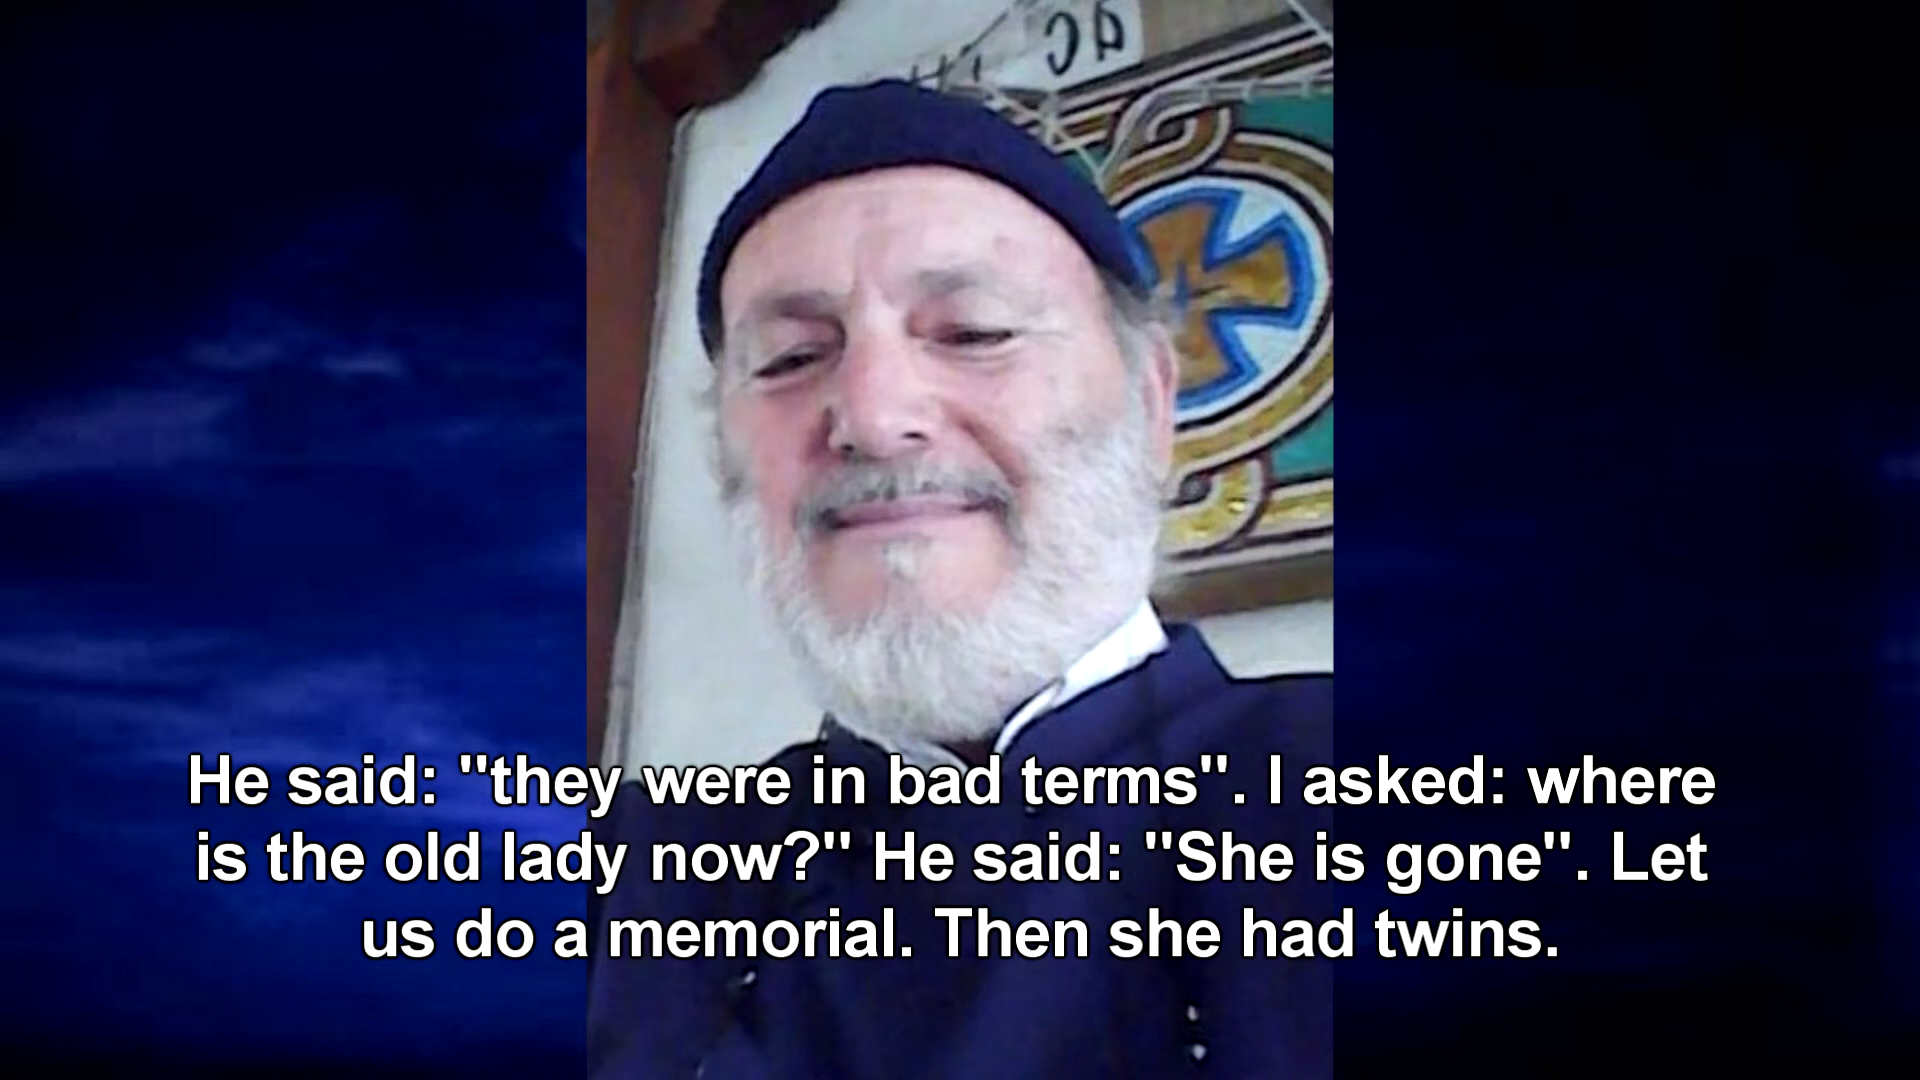 He said: "they were in bad terms". I asked: where
is the old lady now?" He said: "She is gone". Let
us do a memorial. Then she had twins.